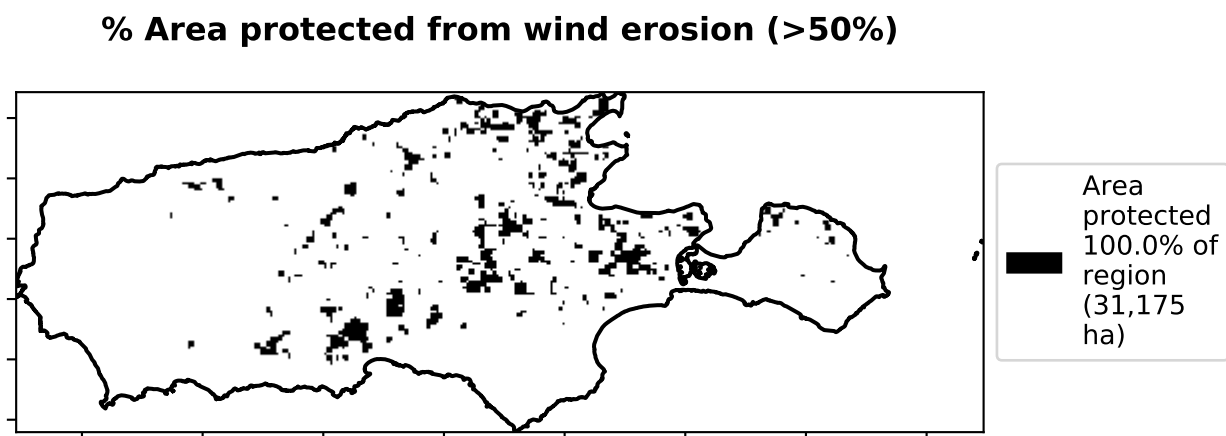 % Area protected from wind erosion (>50%)
Area
protected
100.0% of
region
(31,175
ha)